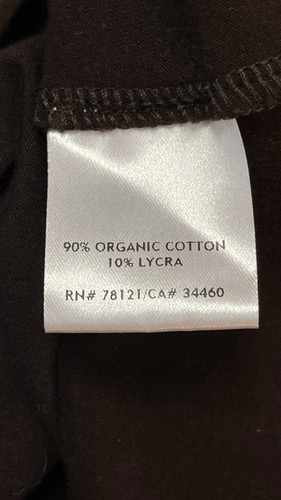 90% ORGANIC COTTON
10% LYCRA
RN# 78121/CA# 34460